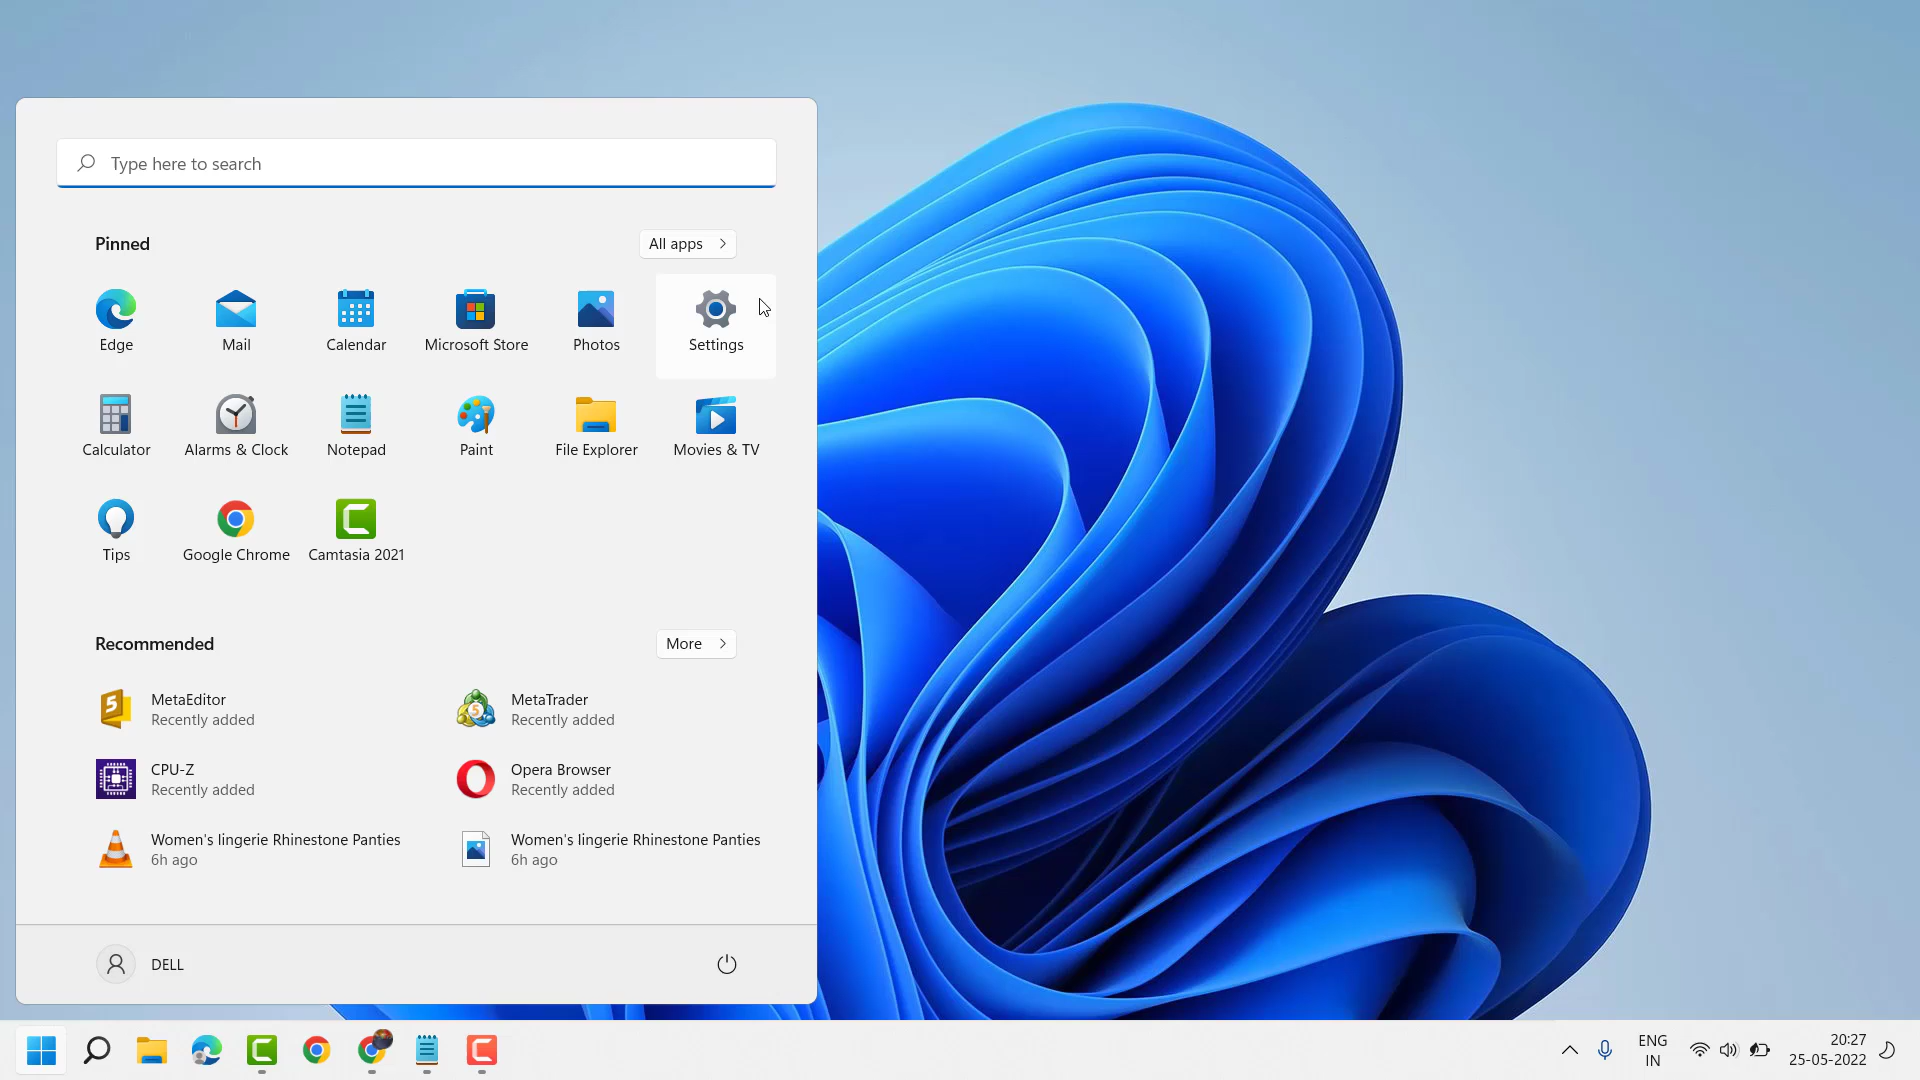 Type here to search
Pinned
All apps
Edge
Mail
Calendar
Microsoft Store
Photos
Settings
Calculator
Alarms & Clock
Notepad
Paint
File Explorer
Movies & TV
Tips
Google Chrome
Camtasia 2021
Recommended
More
MetaEditor
Recently added
MetaTrader
Recently added
CPU-Z
Recently added
Opera Browser
Recently added
Women's lingerie Rhinestone Panties
6h ago
Women's lingerie Rhinestone Panties
6h ago
DELL
ENG
IN
20:27
25-05-2022